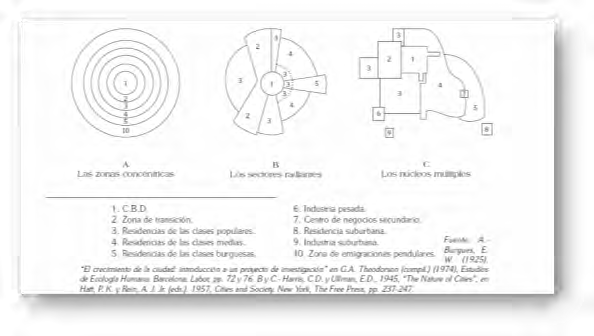 1
2
3
4
5
10
2
3
4
3
1
3
3
5
4
2
3
3
2
1
3
3
4
7
5
6
9
8
A
Las zonas concéntricas
B
Los sectores radiantes
C
Los núcleos múltiples
1. C.B.D.
2. Zona de transición.
3. Residencias de las clases populares.
4. Residencias de las clases medias.
5. Residencias de las clases burguesas.
6. Industria pesada.
7. Centro de negocios secundario.
8. Residencia suburbana.
9. Industria suburbana.
10. Zona de emigraciones pendulares.
Fuente: A.-
Burgues, E.
W. (1925),
"El crecimiento de la ciudad: introducción a un proyecto de investigación" en G.A. Theodorson (compil.) (1974), Estudios
de Ecología Humana. Barcelona, Labor, pp. 72 y 76. B y C.- Harris, C.D. y Ullman, E.D., 1945, "The Nature of Cities", en
Hatt, P. K. y Rein, A. J. Jr. (eds.). 1957, Cities and Society. New York, The Free Press, pp. 237-247.